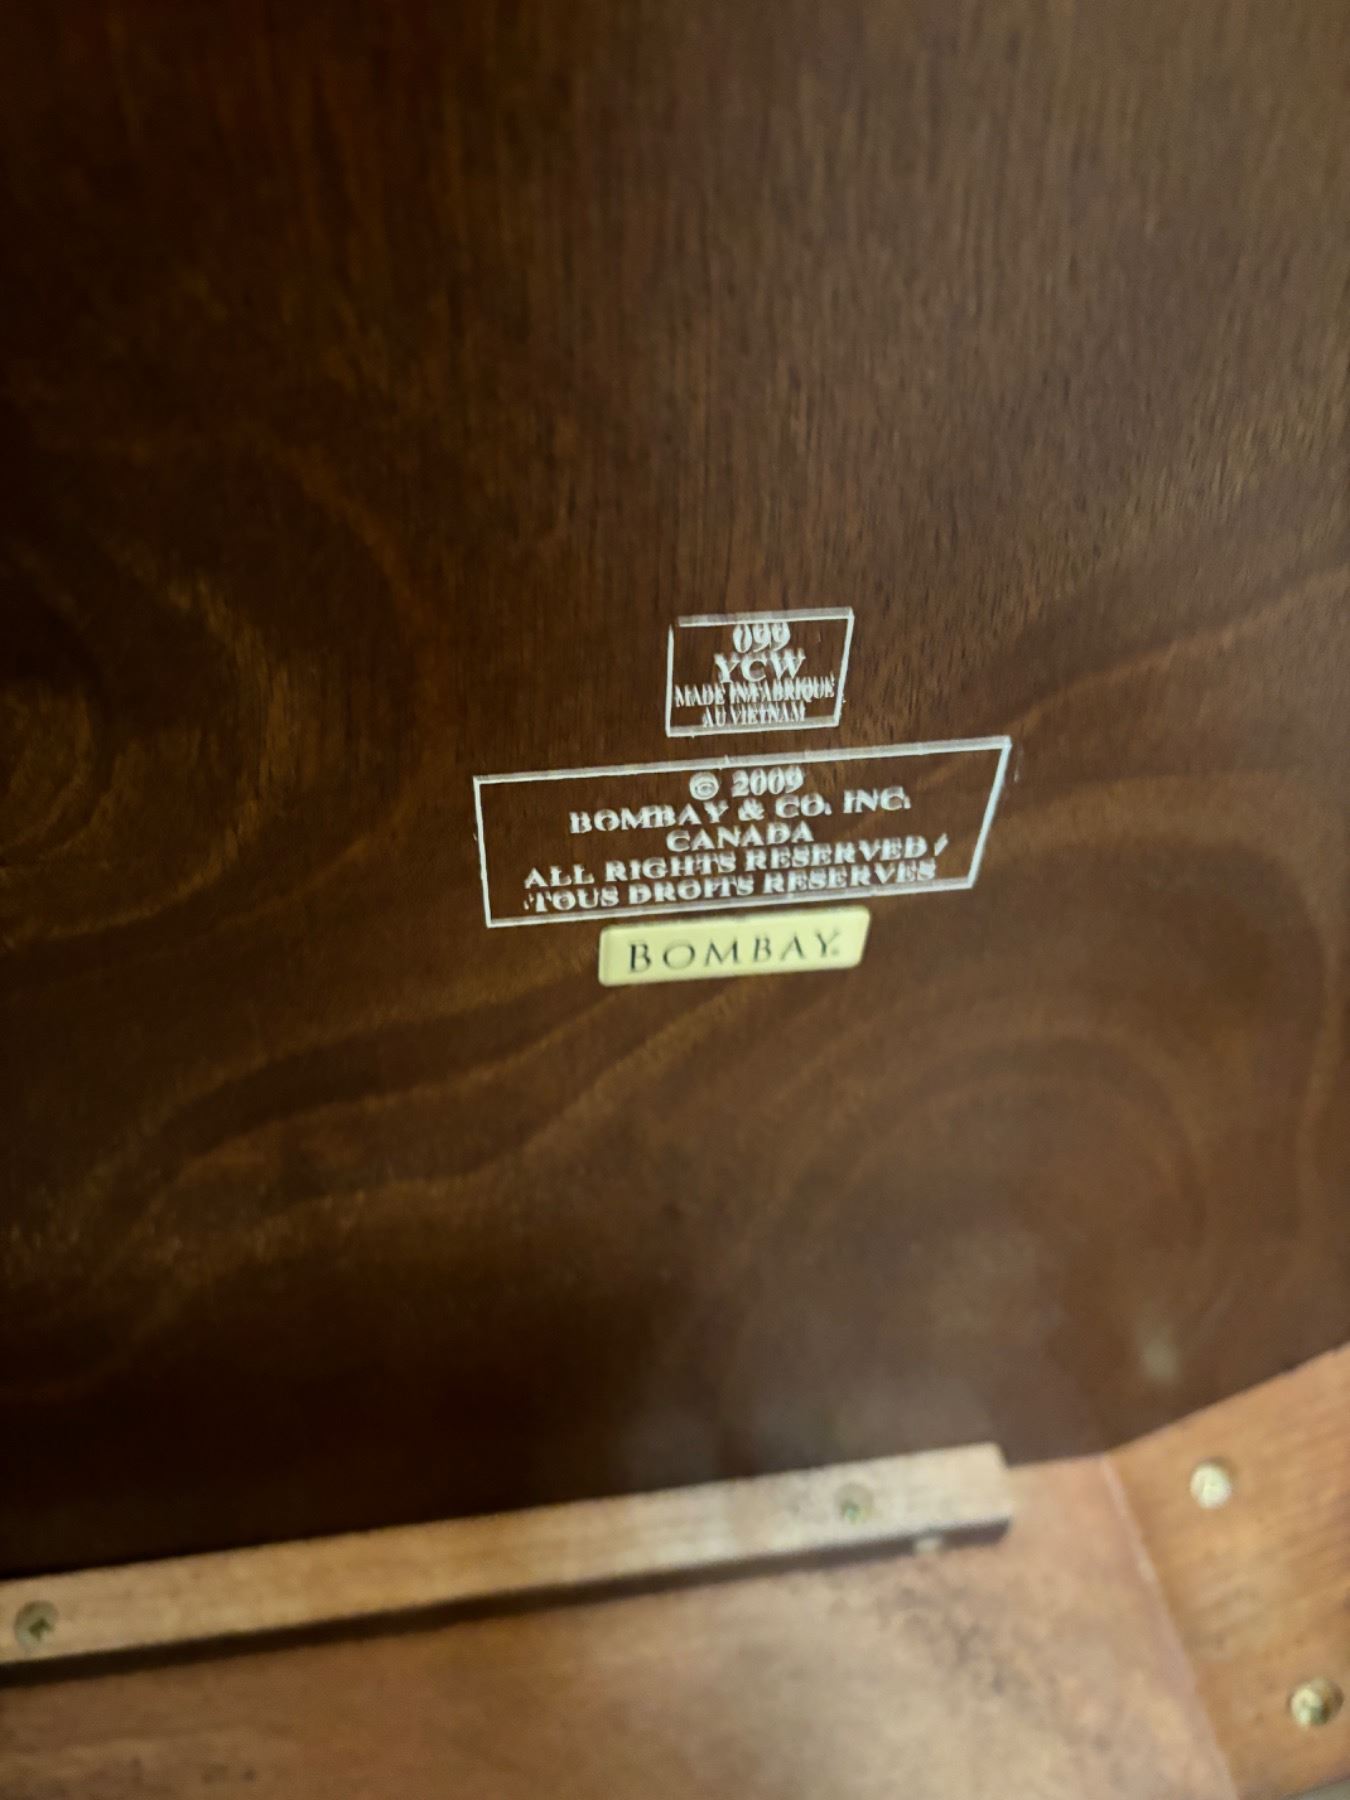 099
YCW
MADE IN/FABRIQUE
AU VIETNAM
© 2009
BOMBAY & CO. INC.
CANADA
ALL RIGHTS RESERVED /
TOUS DROITS RESERVES
BOMBAY®